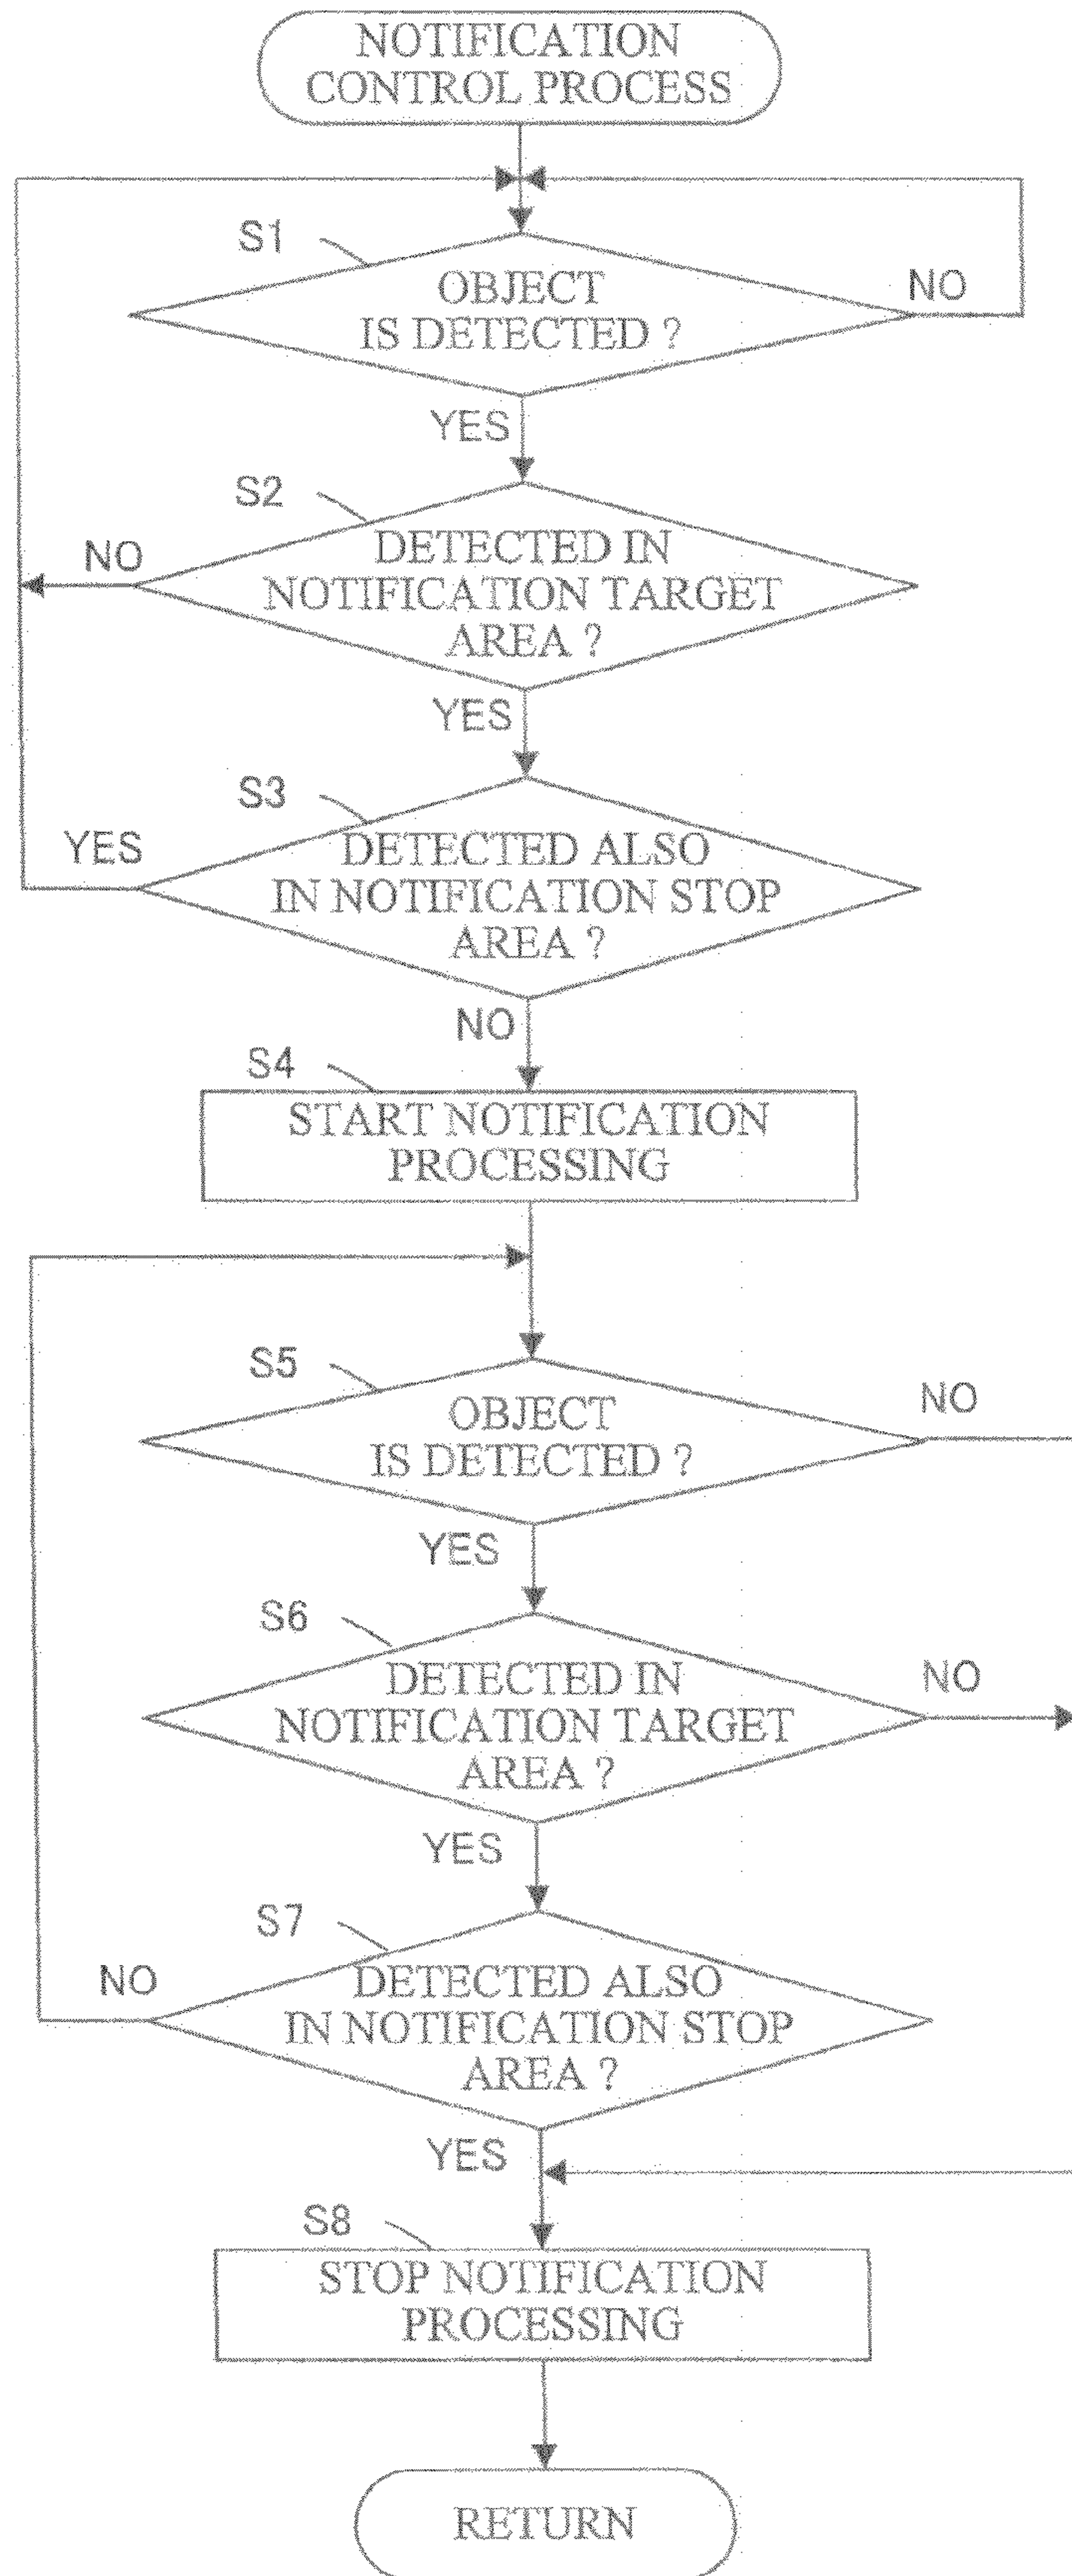 NOTIFICATION
CONTROL PROCESS
S1
OBJECT
IS DETECTED ?
NO
YES
S2
DETECTED IN
NOTIFICATION TARGET
AREA ?
NO
YES
S3
DETECTED ALSO
IN NOTIFICATION STOP
AREA ?
YES
NO
S4
START NOTIFICATION
PROCESSING
S5
OBJECT
IS DETECTED ?
NO
YES
S6
DETECTED IN
NOTIFICATION TARGET
AREA ?
NO
YES
S7
DETECTED ALSO
IN NOTIFICATION STOP
AREA ?
NO
YES
S8
STOP NOTIFICATION
PROCESSING
RETURN